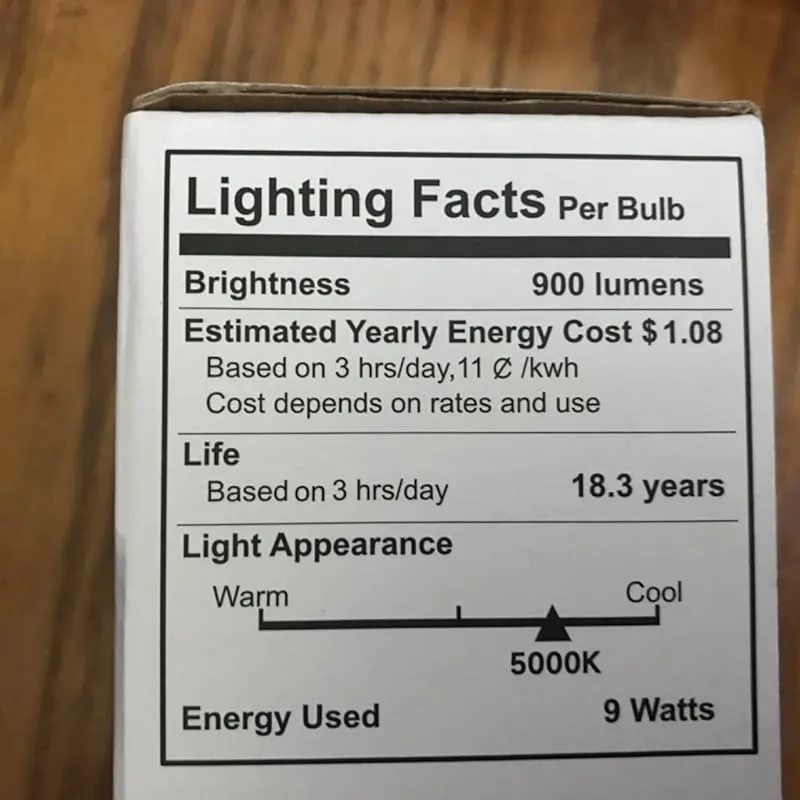 Lighting Facts Per Bulb
Brightness 900 lumens
Estimated Yearly Energy Cost $1.08
Based on 3 hrs/day,11 ₵ /kwh
Cost depends on rates and use
Life
Based on 3 hrs/day 18.3 years
Light Appearance
Warm Cool
5000K
Energy Used 9 Watts